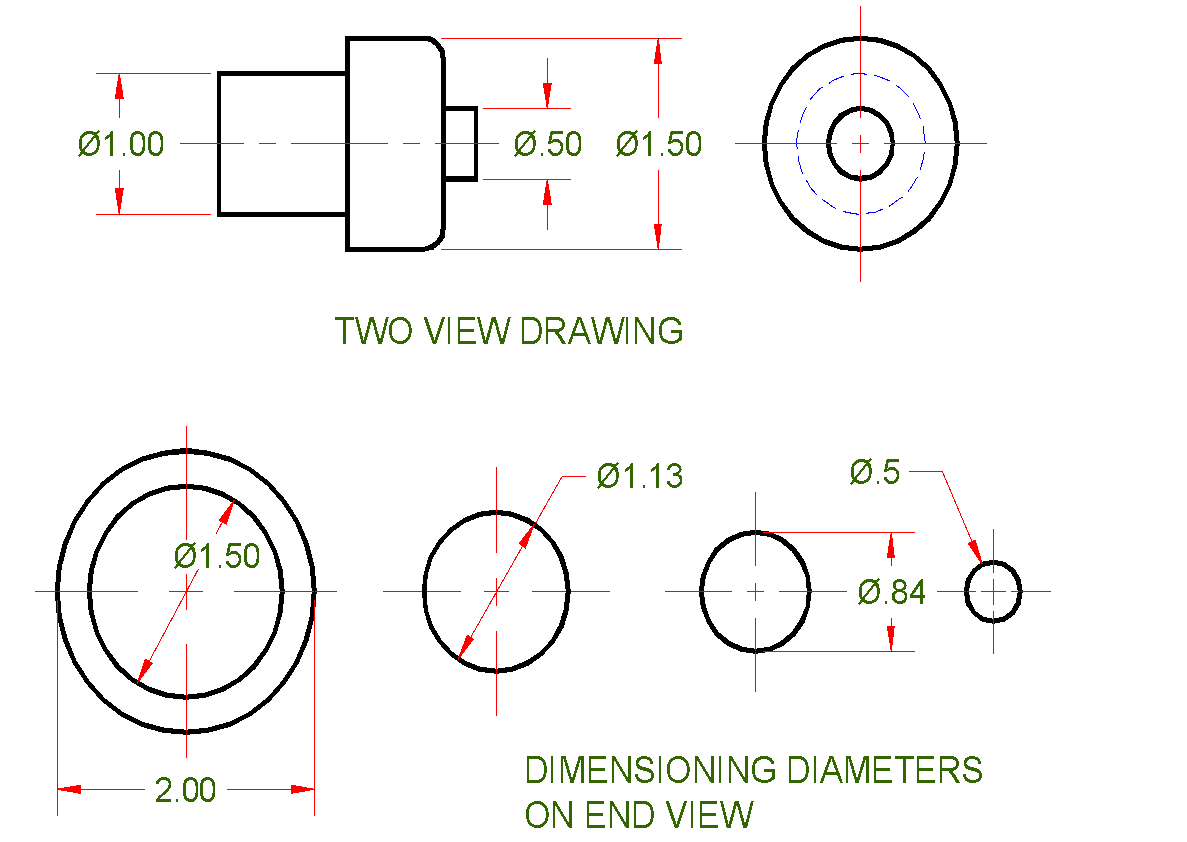 Ø1.00
Ø.50
Ø1.50
TWO VIEW DRAWING
Ø1.50
Ø1.13
Ø.84
Ø.5
2.00
DIMENSIONING DIAMETERS
ON END VIEW